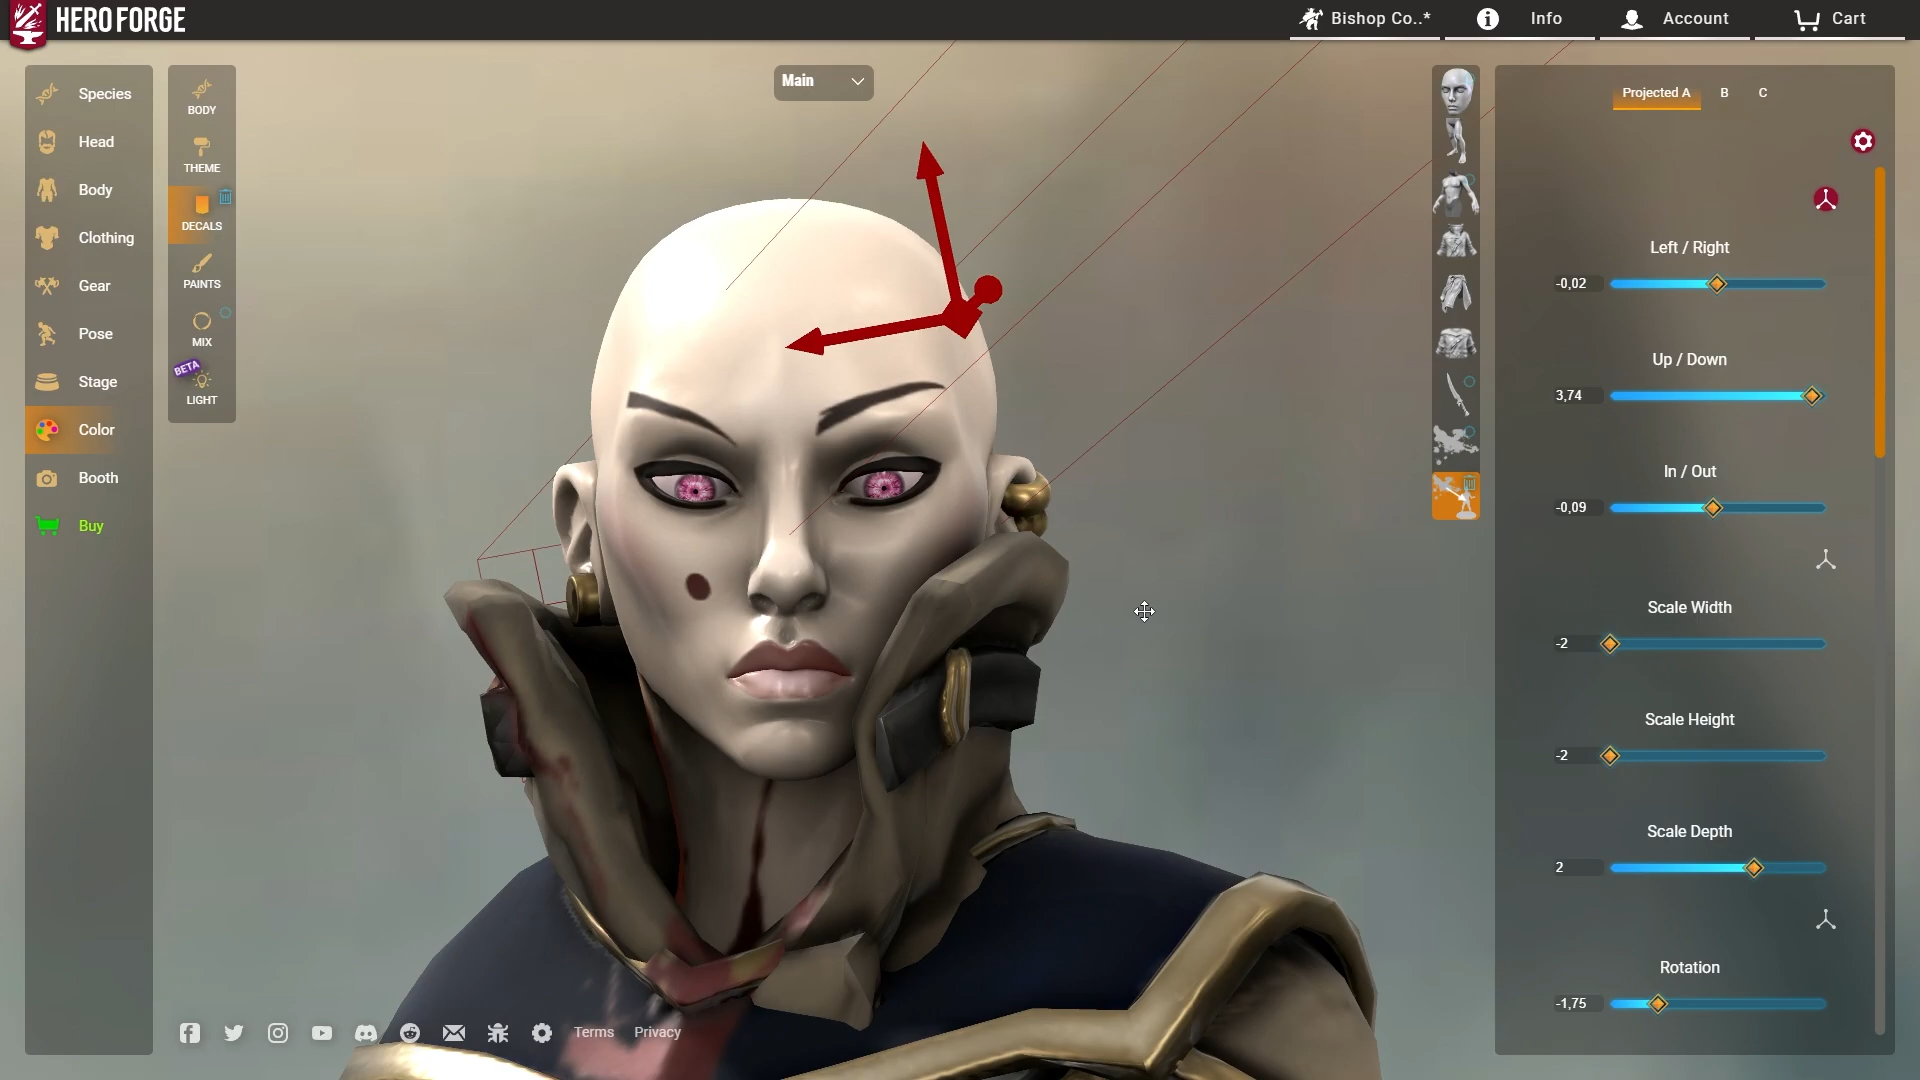 HERO FORGE
Bishop Co..*
Info
Account
Cart
Species
Head
Body
Clothing
Gear
Pose
Stage
Color
Booth
Buy
BODY
THEME
DECALS
PAINTS
MIX
BETA
LIGHT
Main
Projected A
B
C
Left / Right
-0,02
Up / Down
3,74
In / Out
-0,09
Scale Width
-2
Scale Height
-2
Scale Depth
2
Rotation
-1,75
Terms
Privacy